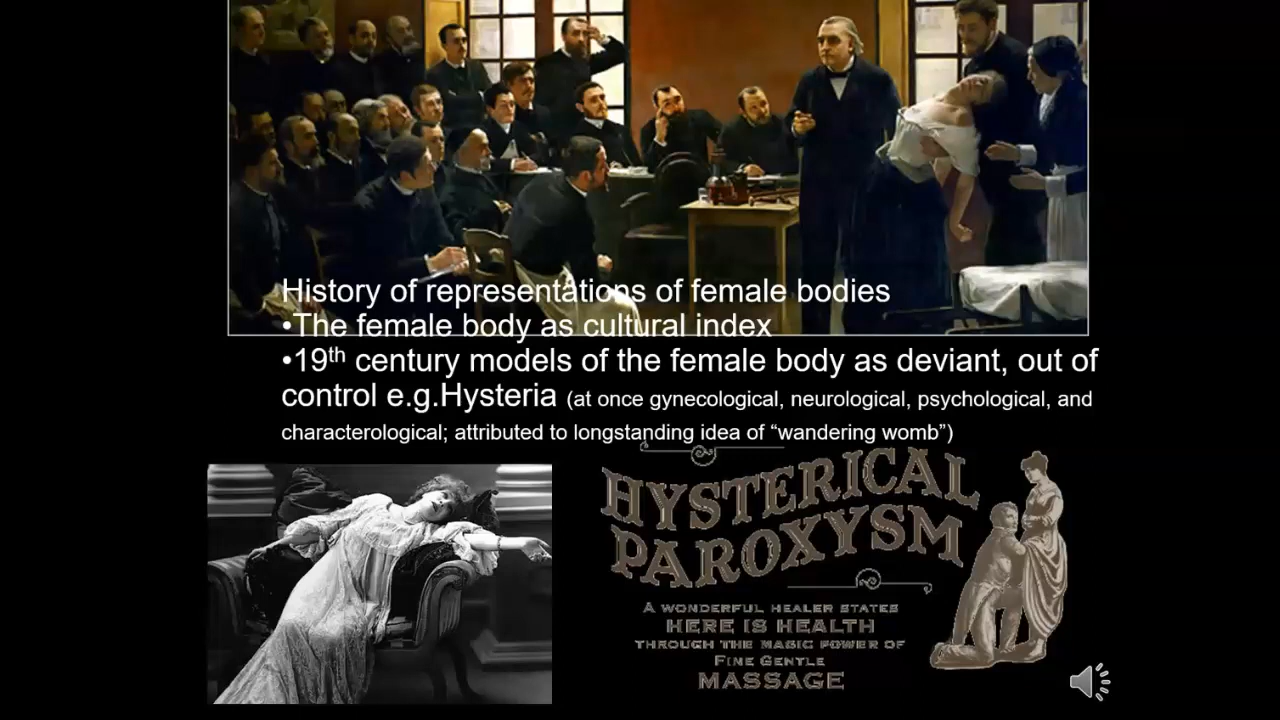 History of representations of female bodies
•The female body as cultural index
•19th century models of the female body as deviant, out of
control e.g.Hysteria (at once gynecological, neurological, psychological, and
characterological; attributed to longstanding idea of “wandering womb”)
HYSTERICAL
PAROXYSM
A WONDERFUL HEALER STATES
HERE IS HEALTH
THROUGH THE MAGIC POWER OF
FINE GENTLE
MASSAGE